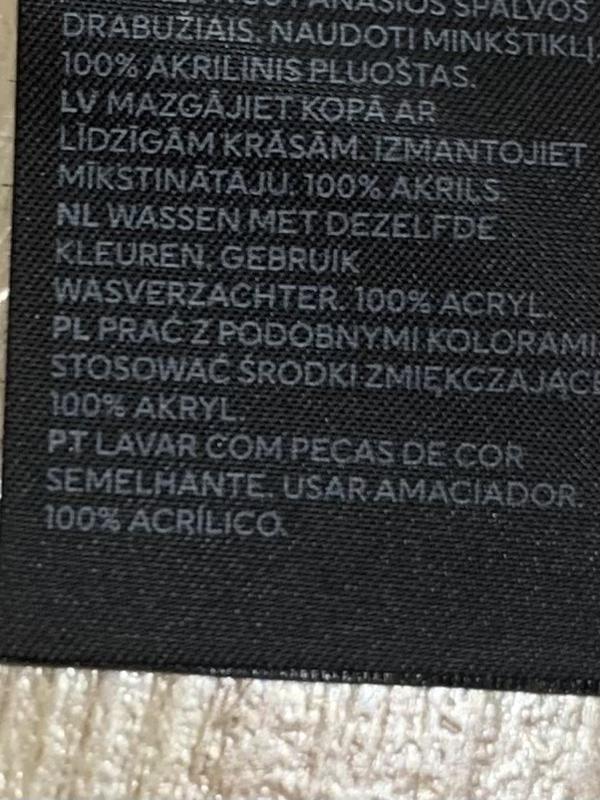 PANAŠIOS SPALVOS
DRABUŽIAIS. NAUDOTI MINKŠTIKLĮ.
100% AKRILINIS PLUOŠTAS.
LV MAZGĀJIET KOPĀ AR
LĪDZĪGĀM KRĀSĀM. IZMANTOJIET
MĪKSTINĀTĀJU. 100% AKRILS.
NL WASSEN MET DEZELFDE
KLEUREN. GEBRUIK
WASVERZACHTER. 100% ACRYL.
PL PRAĆ Z PODOBNYMI KOLORAMI.
STOSOWAĆ ŚRODKI ZMIĘKCZAJĄCE
100% AKRYL.
PT LAVAR COM PEÇAS DE COR
SEMELHANTE. USAR AMACIADOR.
100% ACRÍLICO.